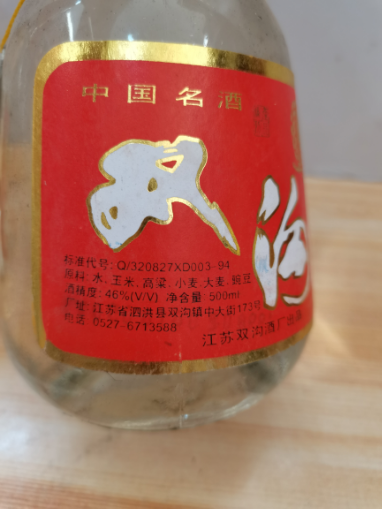 中国名酒
双沟
标准代号: Q/320827XD003-94
原料: 水、玉米、高粱、小麦、大麦、豌豆
酒精度: 46%(V/V) 净含量: 500ml
厂址: 江苏省泗洪县双沟镇中大街173号
电话: 0527-6713588
江苏双沟酒厂出品